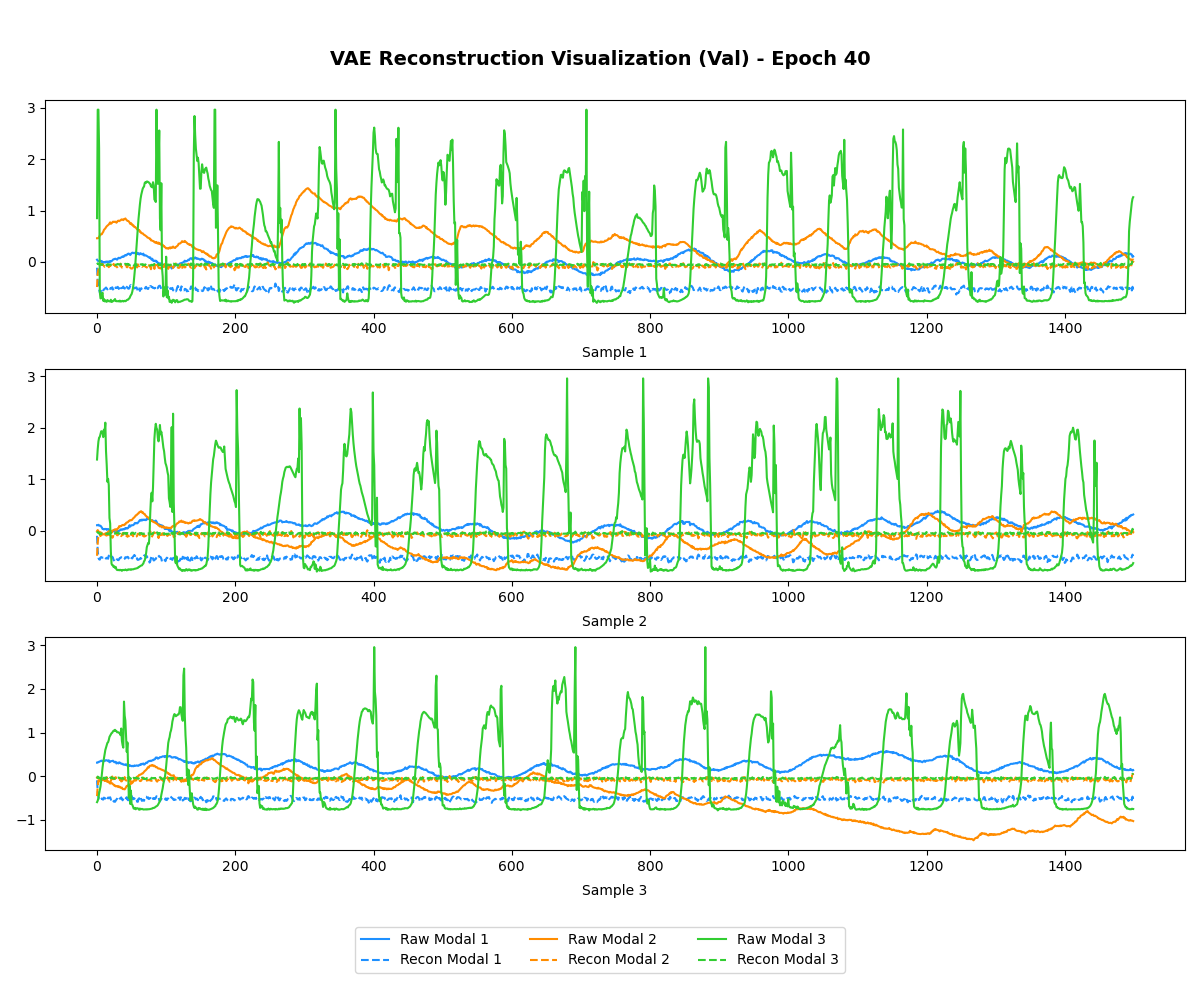 VAE Reconstruction Visualization (Val) - Epoch 40
3
2
1
0
0 200 400 600 800 1000 1200 1400
Sample 1
3
2
1
0
0 200 400 600 800 1000 1200 1400
Sample 2
3
2
1
0
−1
0 200 400 600 800 1000 1200 1400
Sample 3
Raw Modal 1 Raw Modal 2 Raw Modal 3
Recon Modal 1 Recon Modal 2 Recon Modal 3